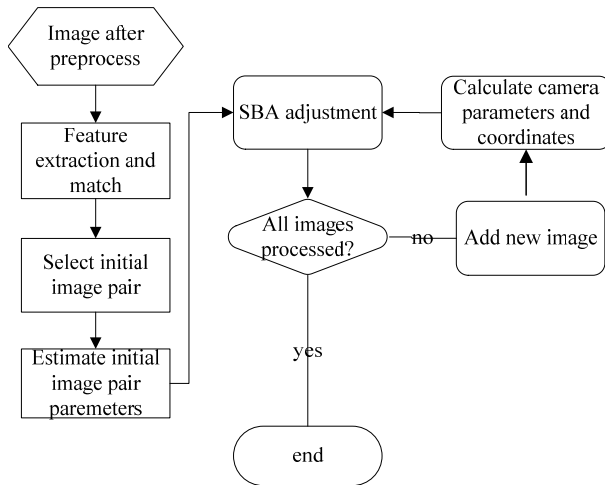 Image after
preprocess
Feature
extraction and
match
Select initial
image pair
Estimate initial
image pair
paremeters
SBA adjustment
All images
processed?
no
Add new image
Calculate camera
parameters and
coordinates
yes
end